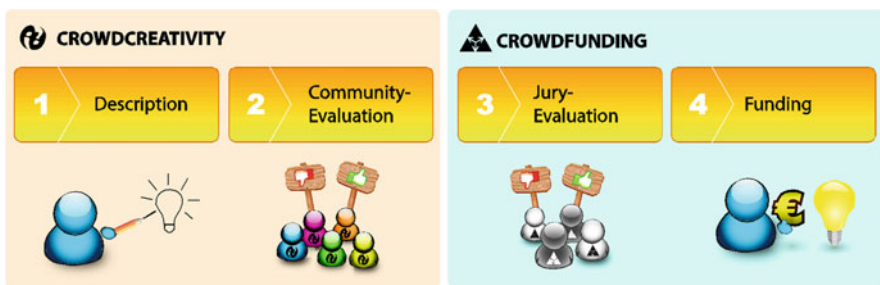 CROWDCREATIVITY
1 Description
2 Community-
Evaluation
CROWDFUNDING
3 Jury-
Evaluation
4 Funding
€